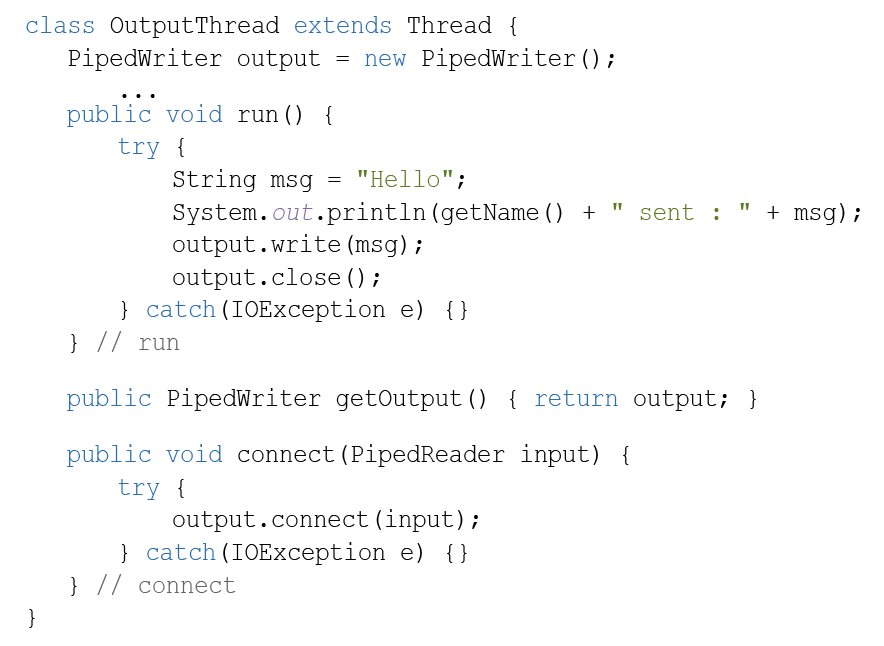 class OutputThread extends Thread {
PipedWriter output = new PipedWriter();
...
public void run() {
try {
String msg = "Hello";
System.out.println(getName() + " sent : " + msg);
output.write(msg);
output.close();
} catch(IOException e) {}
} // run
public PipedWriter getOutput() { return output; }
public void connect(PipedReader input) {
try {
output.connect(input);
} catch(IOException e) {}
} // connect
}